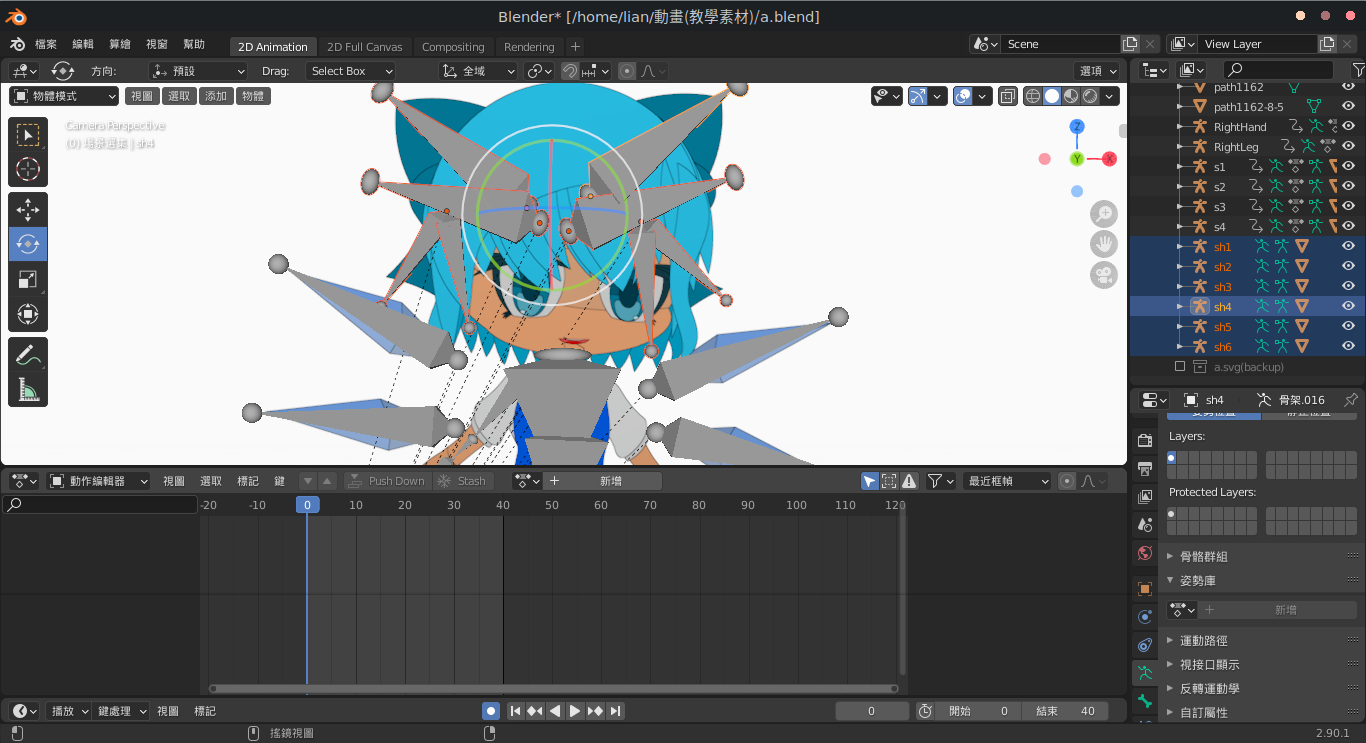 Blender* [/home/lian/動畫(教學素材)/a.blend]
檔案 編輯 算繪 視窗 幫助 2D Animation 2D Full Canvas Compositing Rendering + Scene View Layer
方向: 預設 Drag: Select Box 全域 選項
物體模式 視圖 選取 添加 物體
Camera Perspective
(0) 場景選集 | sh4
Z
Y
X
path1162
path1162-8-5
RightHand
RightLeg
s1
s2
s3
s4
sh1
sh2
sh3
sh4
sh5
sh6
a.svg(backup)
sh4 骨架.016
姿勢位置 靜止位置
Layers:
Protected Layers:
骨骼群組
姿勢庫
新增
運動路徑
視接口顯示
反轉運動學
自訂屬性
動作編輯器 視圖 選取 標記 鍵 Push Down Stash 新增 最近框幀
-20 -10 0 10 20 30 40 50 60 70 80 90 100 110 120
播放 鍵處理 視圖 標記 0 開始 0 結束 40
搖鏡視圖 2.90.1